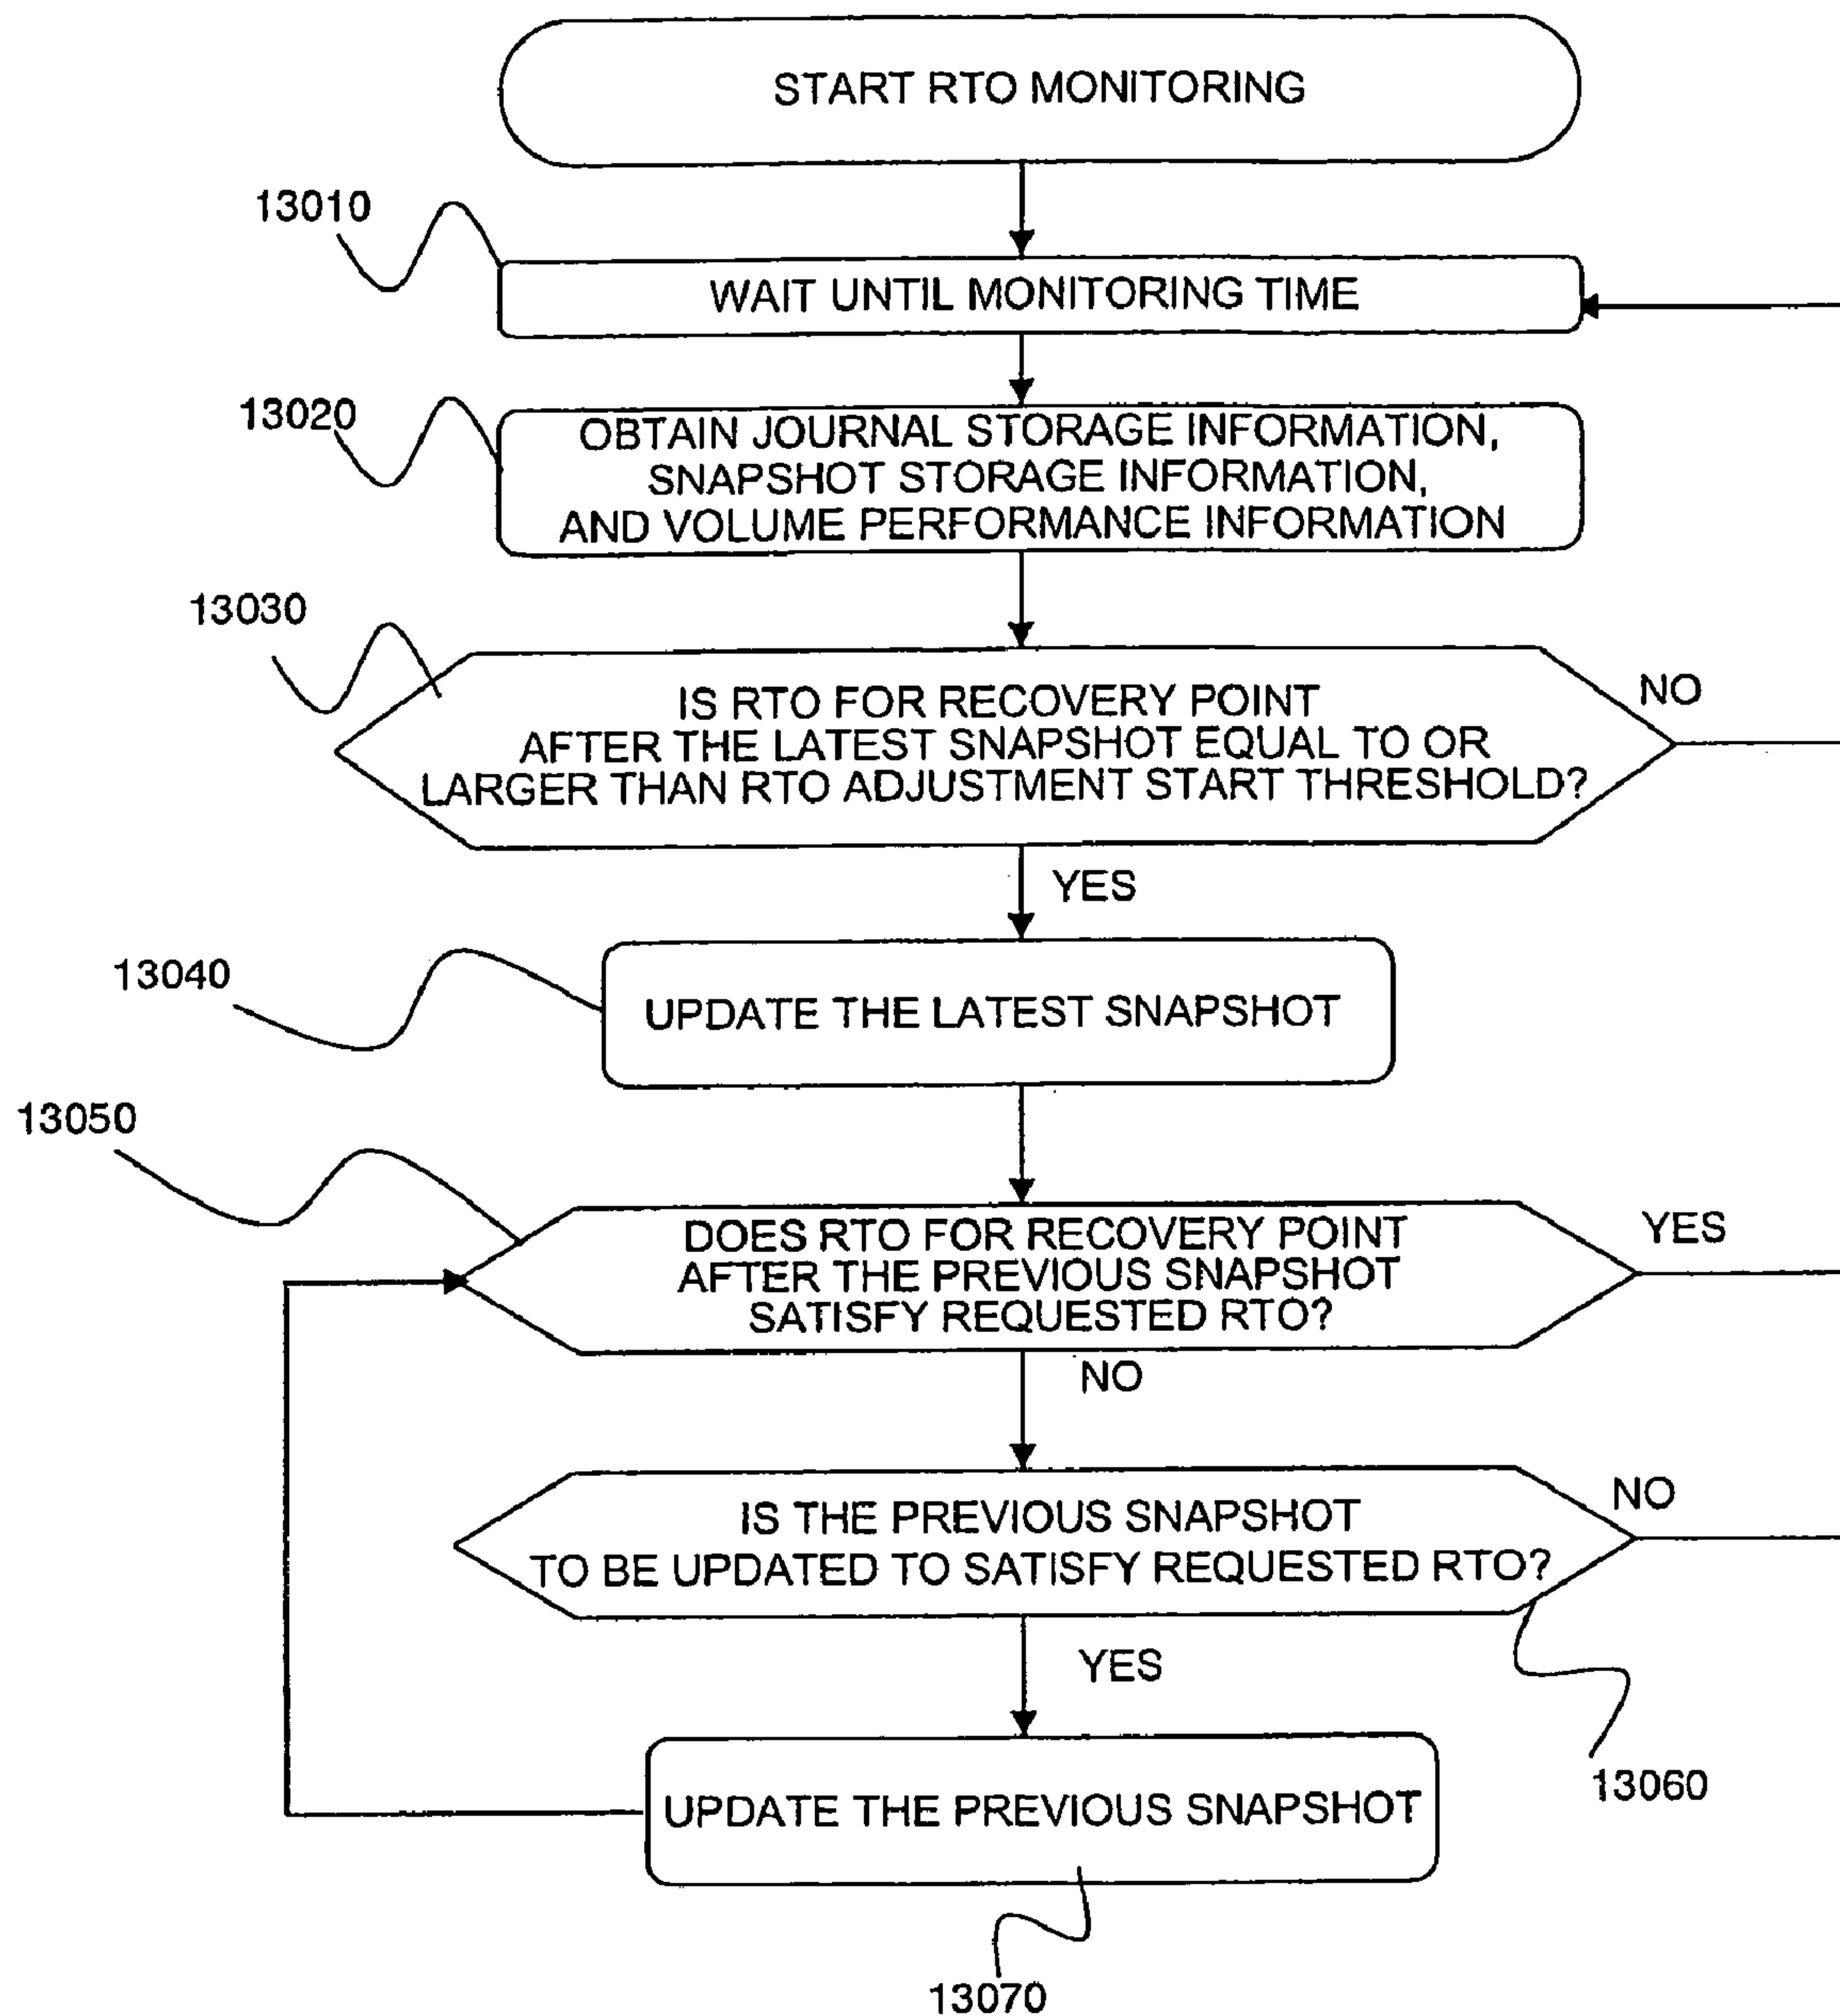 START RTO MONITORING
13010
WAIT UNTIL MONITORING TIME
13020
OBTAIN JOURNAL STORAGE INFORMATION,
SNAPSHOT STORAGE INFORMATION,
AND VOLUME PERFORMANCE INFORMATION
13030
IS RTO FOR RECOVERY POINT
AFTER THE LATEST SNAPSHOT EQUAL TO OR
LARGER THAN RTO ADJUSTMENT START THRESHOLD?
NO
YES
13040
UPDATE THE LATEST SNAPSHOT
13050
DOES RTO FOR RECOVERY POINT
AFTER THE PREVIOUS SNAPSHOT
SATISFY REQUESTED RTO?
YES
NO
IS THE PREVIOUS SNAPSHOT
TO BE UPDATED TO SATISFY REQUESTED RTO?
NO
YES
13060
UPDATE THE PREVIOUS SNAPSHOT
13070